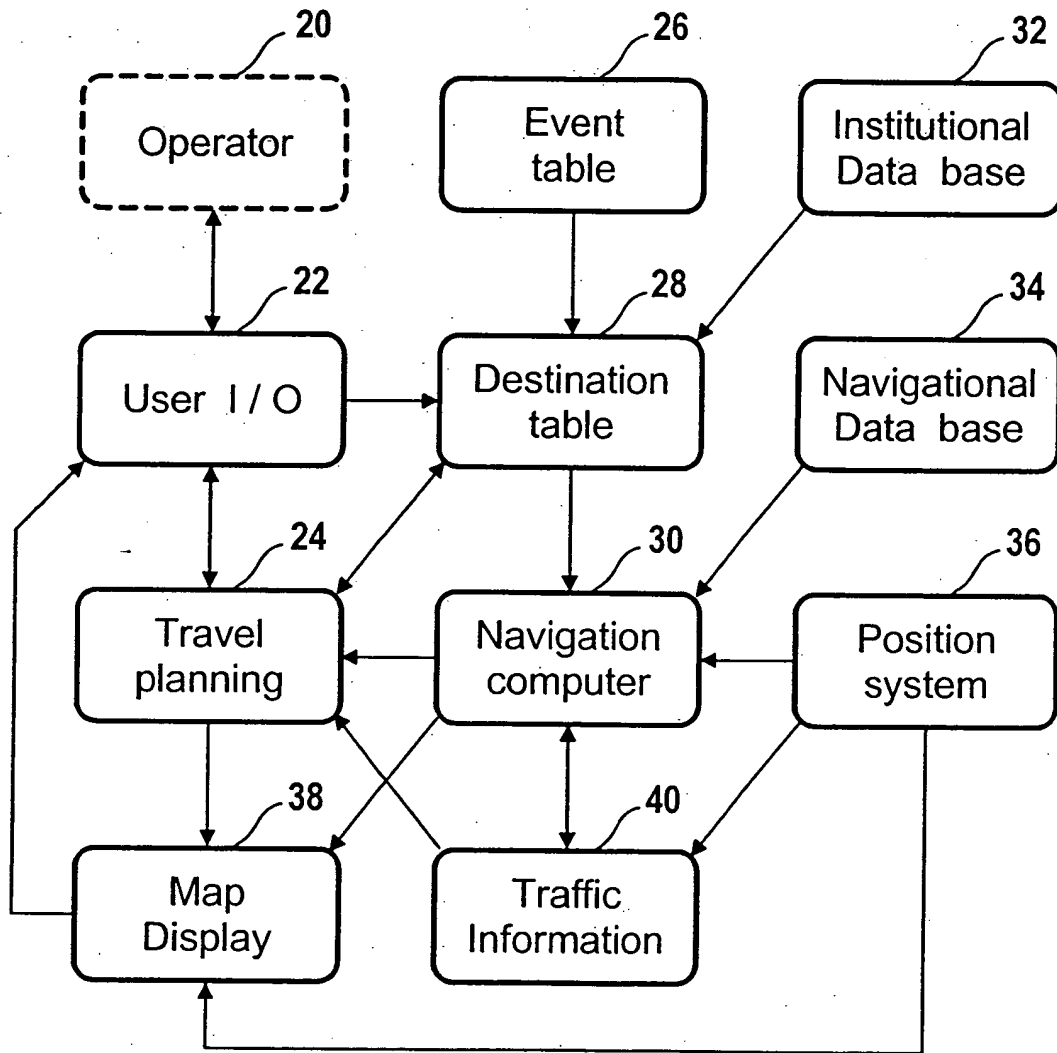 20
26
32
Operator
Event
table
Institutional
Data base
22
28
34
User I / O
Destination
table
Navigational
Data base
24
30
36
Travel
planning
Navigation
computer
Position
system
38
40
Map
Display
Traffic
Information